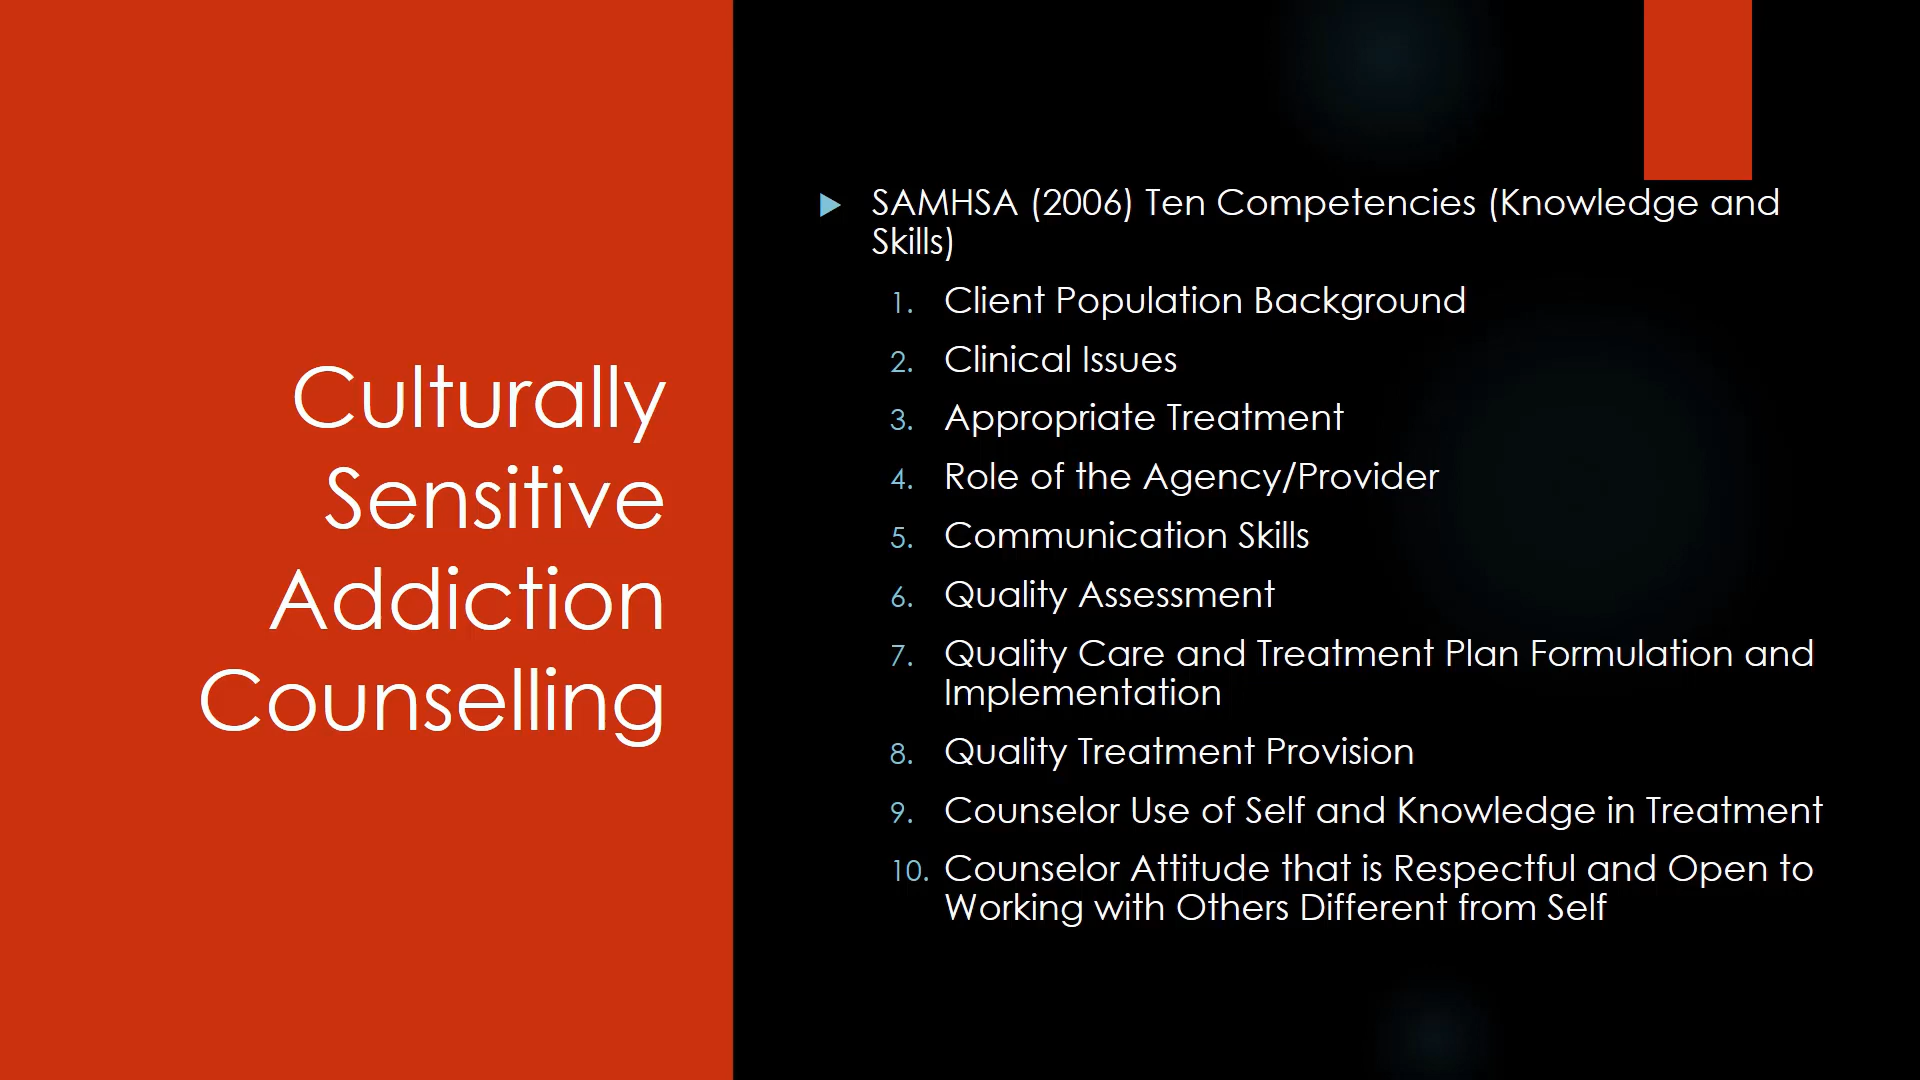 Culturally
Sensitive
Addiction
Counselling
SAMHSA (2006) Ten Competencies (Knowledge and
Skills)
1. Client Population Background
2. Clinical Issues
3. Appropriate Treatment
4. Role of the Agency/Provider
5. Communication Skills
6. Quality Assessment
7. Quality Care and Treatment Plan Formulation and
Implementation
8. Quality Treatment Provision
9. Counselor Use of Self and Knowledge in Treatment
10. Counselor Attitude that is Respectful and Open to
Working with Others Different from Self